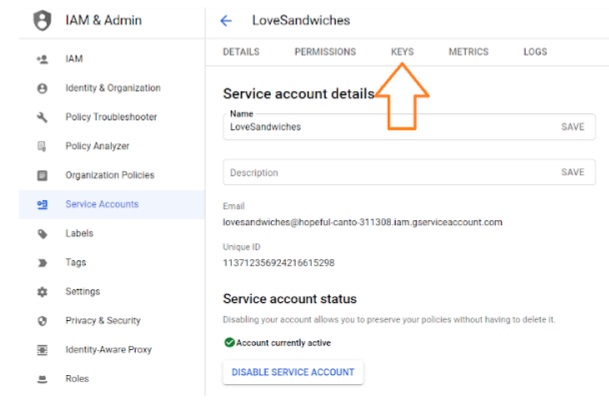 IAM & Admin
LoveSandwiches
IAM
Identity & Organization
Policy Troubleshooter
Policy Analyzer
Organization Policies
Service Accounts
Labels
Tags
Settings
Privacy & Security
Identity-Aware Proxy
Roles
DETAILS PERMISSIONS KEYS METRICS LOGS
Service account details
Name
LoveSandwiches SAVE
Description SAVE
Email
lovesandwiches@hopeful-canto-311308.iam.gserviceaccount.com
Unique ID
113712356924216615298
Service account status
Disabling your account allows you to preserve your policies without having to delete it.
Account currently active
DISABLE SERVICE ACCOUNT